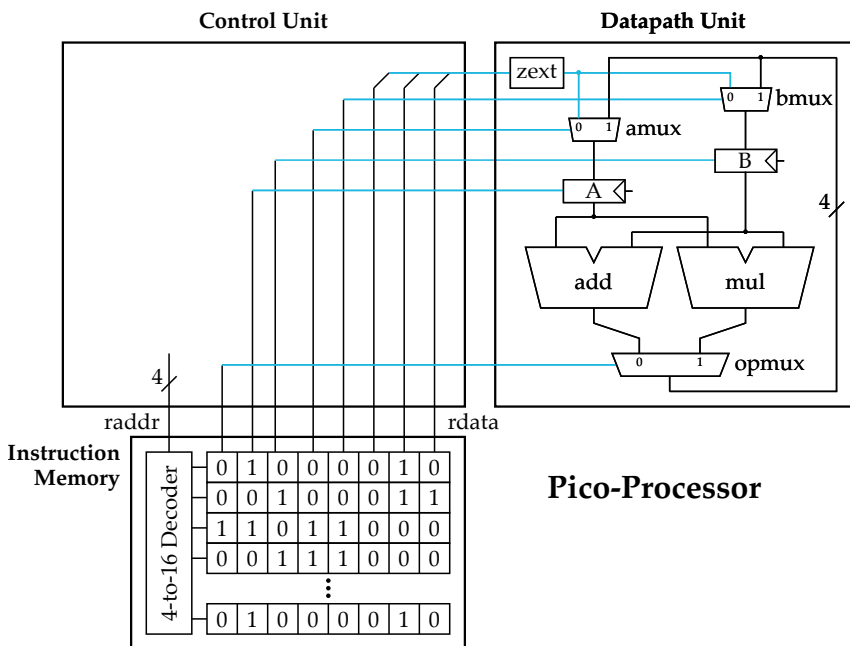 Control Unit
Datapath Unit
zext
0 1
bmux
0 1
amux
B
A
4
add
mul
0 1
opmux
4
raddr
rdata
Instruction
Memory
4-to-16 Decoder
0 1 0 0 0 0 1 0
0 0 1 0 0 0 1 1
1 1 0 1 1 0 0 0
0 0 1 1 1 0 0 0
0 1 0 0 0 0 1 0
Pico-Processor